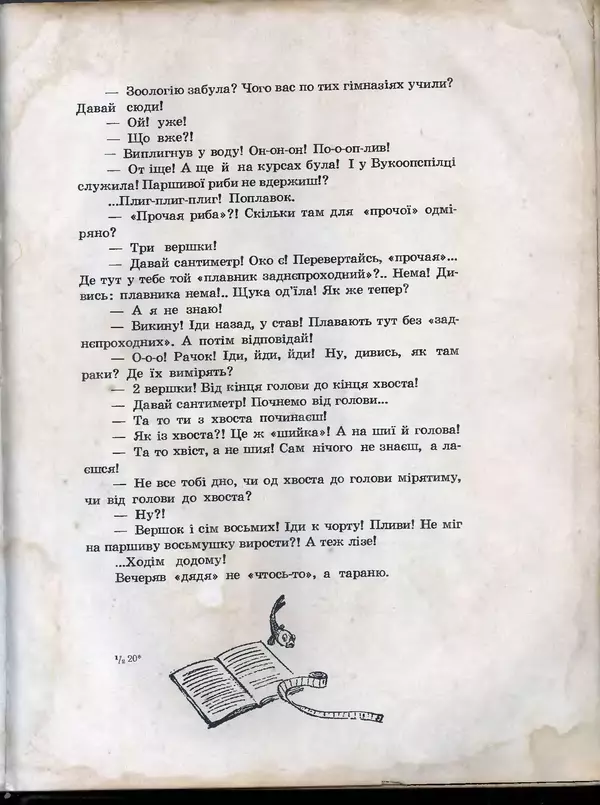 — Зоологію забула? Чого вас по тих гімназіях учили?
Давай сюди!
— Ой! уже!
— Що вже?!
— Виплигнув у воду! Он-он-он! По-о-оп-лив!
— От іще! А ще й на курсах була! І у Вукоопспілці
служила! Паршивої риби не вдержиш!?
...Плиг-плиг-плиг! Поплавок.
— «Прочая риба»?! Скільки там для «прочої» одмі-
ряно?
— Три вершки!
— Давай сантиметр! Око є! Перевертайсь, «прочая»...
Де тут у тебе той «плавник заднєпроходний»?.. Нема! Ди-
вись: плавника нема!.. Щука од’їла! Як же тепер?
— А я не знаю!
— Викину! Іди назад, у став! Плавають тут без «зад-
нєпроходних». А потім відповідай!
— О-о-о! Рачок! Іди, йди, йди! Ну, дивись, як там
раки? Де їх вимірять?
— 2 вершки! Від кінця голови до кінця хвоста!
— Давай сантиметр! Почнемо від голови...
— Та то ти з хвоста починаєш!
— Як із хвоста?! Це ж «шийка»! А на шиї й голова!
— Та то хвіст, а не шия! Сам нічого не знаєш, а ла-
єшся!
— Не все тобі дно, чи од хвоста до голови мірятиму,
чи від голови до хвоста?
— Ну?!
— Вершок і сім восьмих! Іди к чорту! Пливи! Не міг
на паршиву восьмушку вирости?! А теж лізе!
...Ходім додому!
Вечеряв «дядя» не «чтось-то», а тараню.
1/2 20*